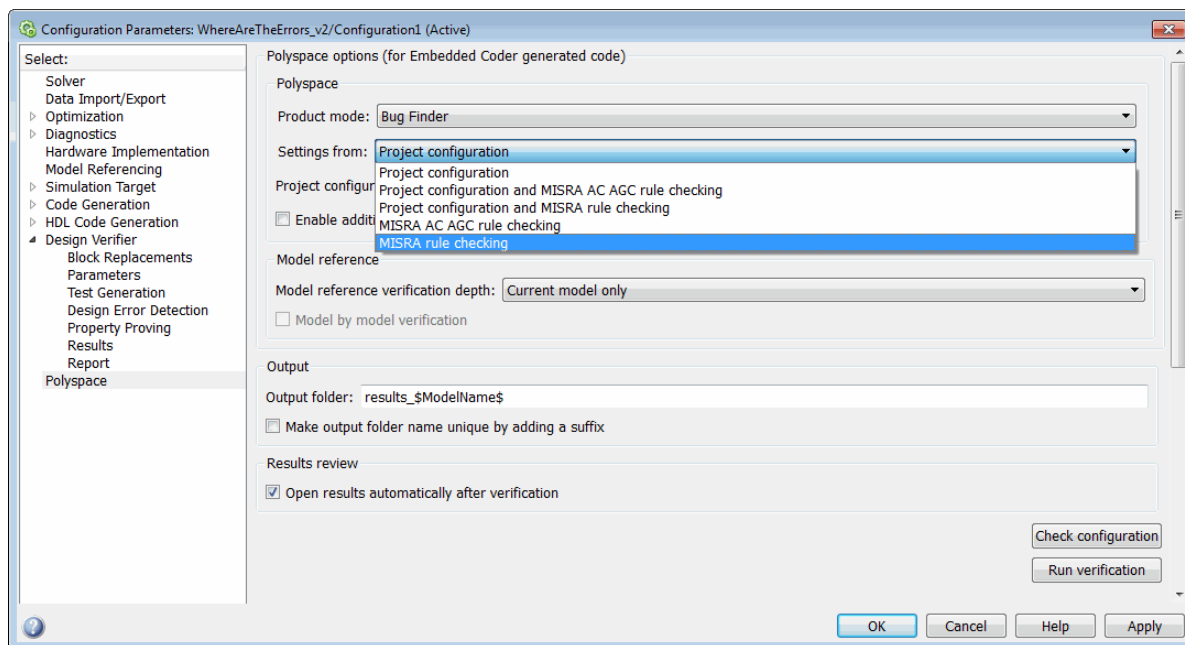 Configuration Parameters: WhereAreTheErrors_v2/Configuration1 (Active)
Select:
Solver
Data Import/Export
Optimization
Diagnostics
Hardware Implementation
Model Referencing
Simulation Target
Code Generation
HDL Code Generation
Design Verifier
Block Replacements
Parameters
Test Generation
Design Error Detection
Property Proving
Results
Report
Polyspace
Polyspace options (for Embedded Coder generated code)
Polyspace
Product mode: Bug Finder
Settings from: Project configuration
Project configuration
Project configuration and MISRA AC AGC rule checking
Project configuration and MISRA rule checking
MISRA AC AGC rule checking
MISRA rule checking
Project configur
Enable additi
Model reference
Model reference verification depth: Current model only
Model by model verification
Output
Output folder: results_$ModelName$
Make output folder name unique by adding a suffix
Results review
Open results automatically after verification
Check configuration
Run verification
OK Cancel Help Apply